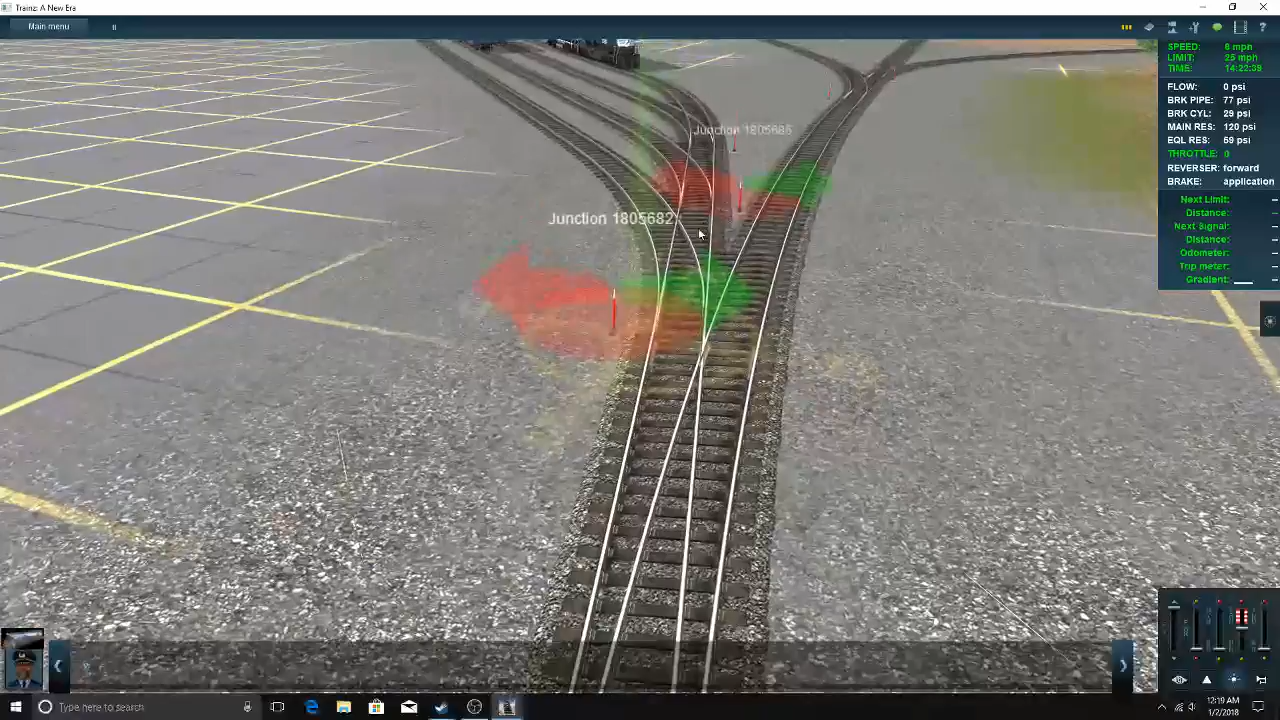 Trainz: A New Era
Main menu
SPEED: 6 mph
LIMIT: 25 mph
TIME: 14:22:39
FLOW: 0 psi
BRK PIPE: 77 psi
BRK CYL: 29 psi
MAIN RES: 120 psi
EQL RES: 69 psi
THROTTLE: 0
REVERSER: forward
BRAKE: application
Next Limit: –
Distance: –
Next Signal: –
Distance: –
Odometer: –
Trip meter: –
Gradient: –
Junction 1805685
Junction 1805682
Type here to search
12:19 AM
1/2/2018